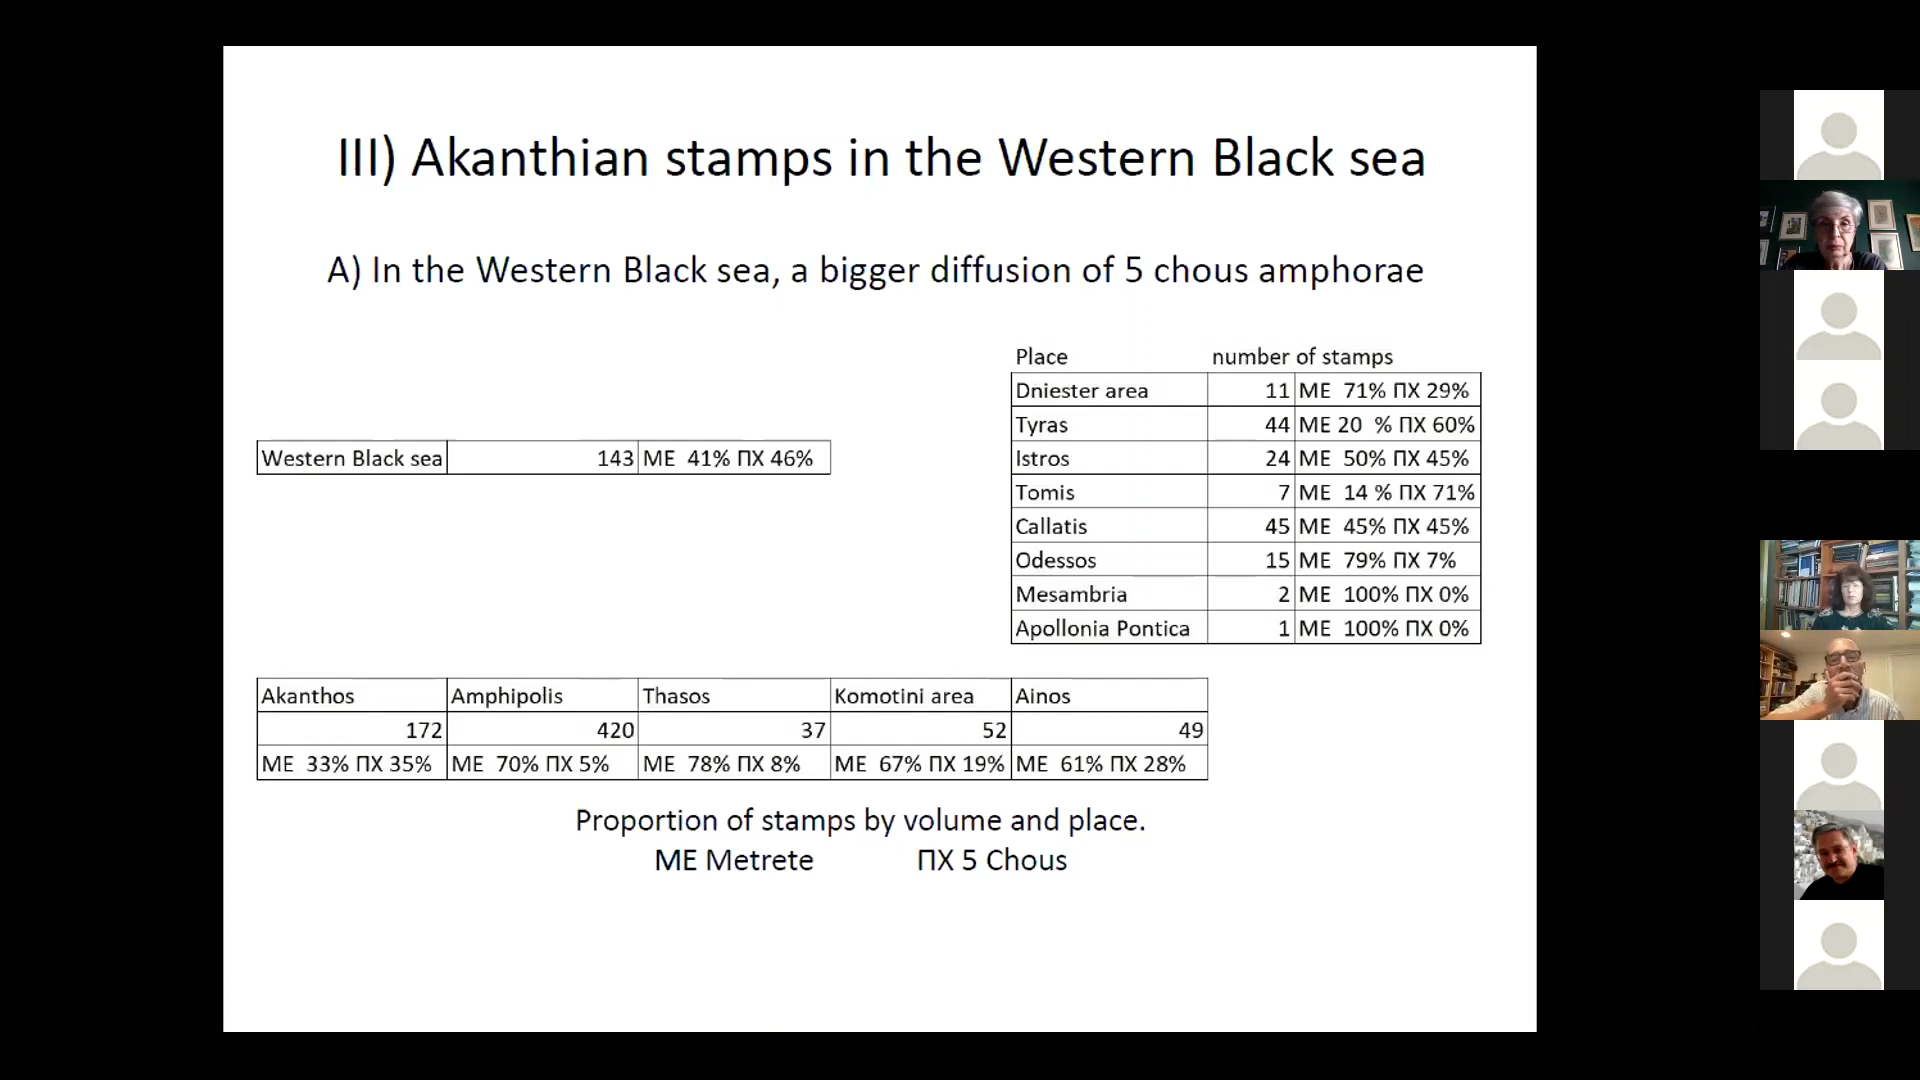 III) Akanthian stamps in the Western Black sea
A) In the Western Black sea, a bigger diffusion of 5 chous amphorae
Place number of stamps
Dniester area 11 ME 71% ΠΧ 29%
Tyras 44 ME 20 % ΠΧ 60%
Istros 24 ME 50% ΠΧ 45%
Tomis 7 ME 14 % ΠΧ 71%
Callatis 45 ME 45% ΠΧ 45%
Odessos 15 ME 79% ΠΧ 7%
Mesambria 2 ME 100% ΠΧ 0%
Apollonia Pontica 1 ME 100% ΠΧ 0%
Western Black sea 143 ME 41% ΠΧ 46%
Akanthos Amphipolis Thasos Komotini area Ainos
172 420 37 52 49
ME 33% ΠΧ 35% ME 70% ΠΧ 5% ME 78% ΠΧ 8% ME 67% ΠΧ 19% ME 61% ΠΧ 28%
Proportion of stamps by volume and place.
ME Metrete ΠΧ 5 Chous